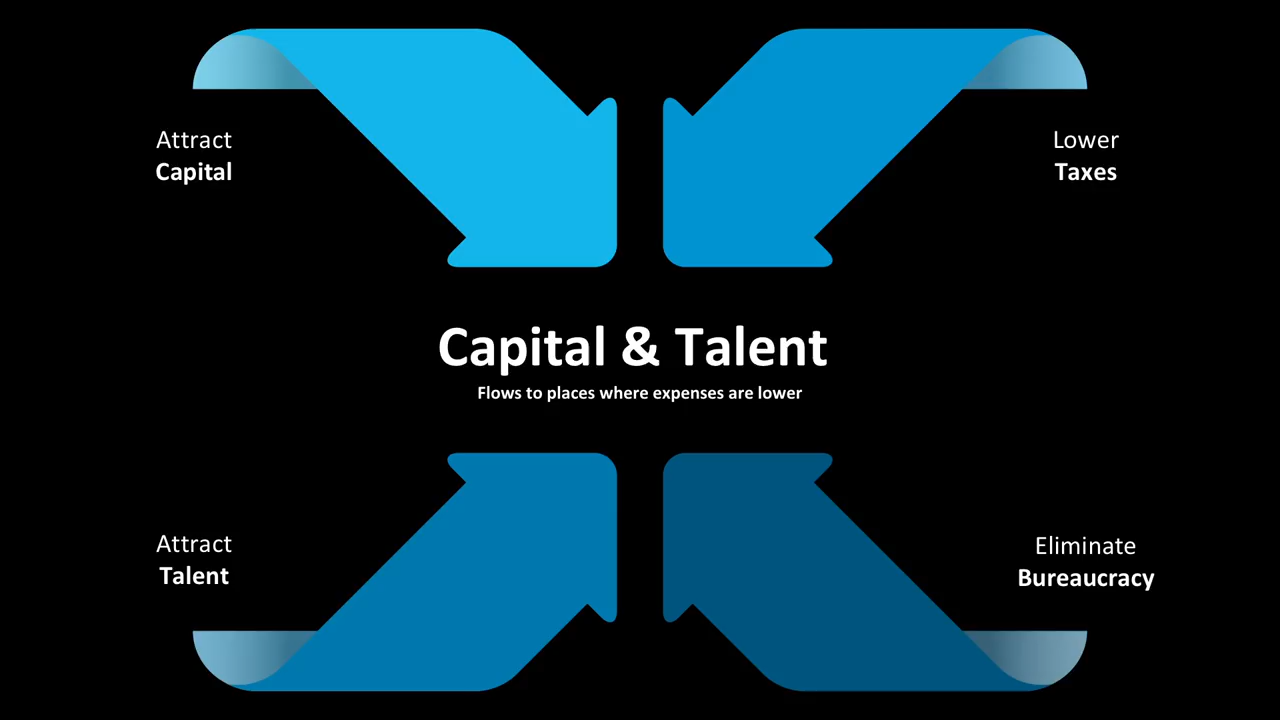 Attract
Capital
Lower
Taxes
Capital & Talent
Flows to places where expenses are lower
Attract
Talent
Eliminate
Bureaucracy